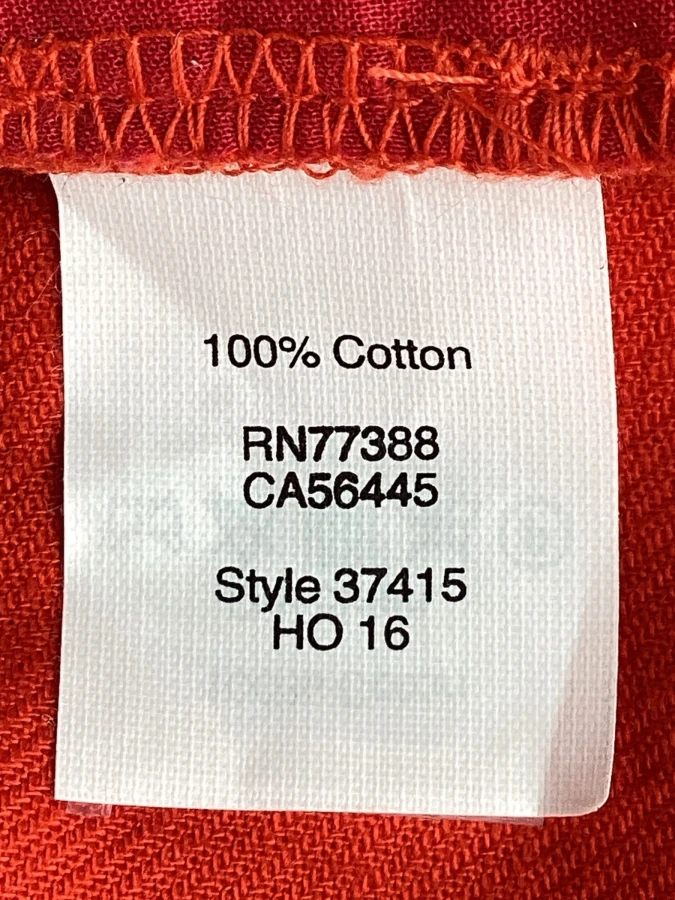 100% Cotton
RN77388
CA56445
Style 37415
HO 16